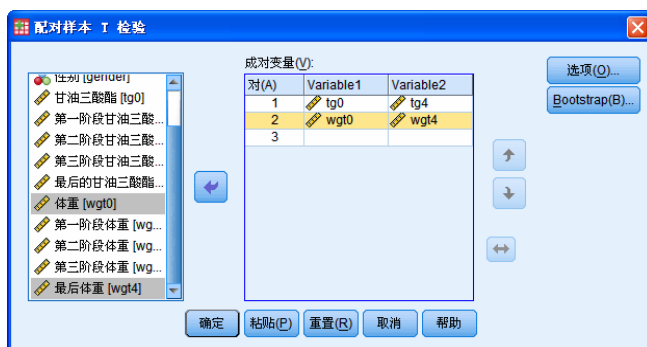 配对样本 T 检验
性别 [gender]
甘油三酸酯 [tg0]
第一阶段甘油三酸...
第二阶段甘油三酸...
第三阶段甘油三酸...
最后的甘油三酸酯...
体重 [wgt0]
第一阶段体重 [wg...
第二阶段体重 [wg...
第三阶段体重 [wg...
最后体重 [wgt4]
成对变量(V):
对(A) Variable1 Variable2
1 tg0 tg4
2 wgt0 wgt4
3
选项(O)...
Bootstrap(B)...
确定 粘贴(P) 重置(R) 取消 帮助